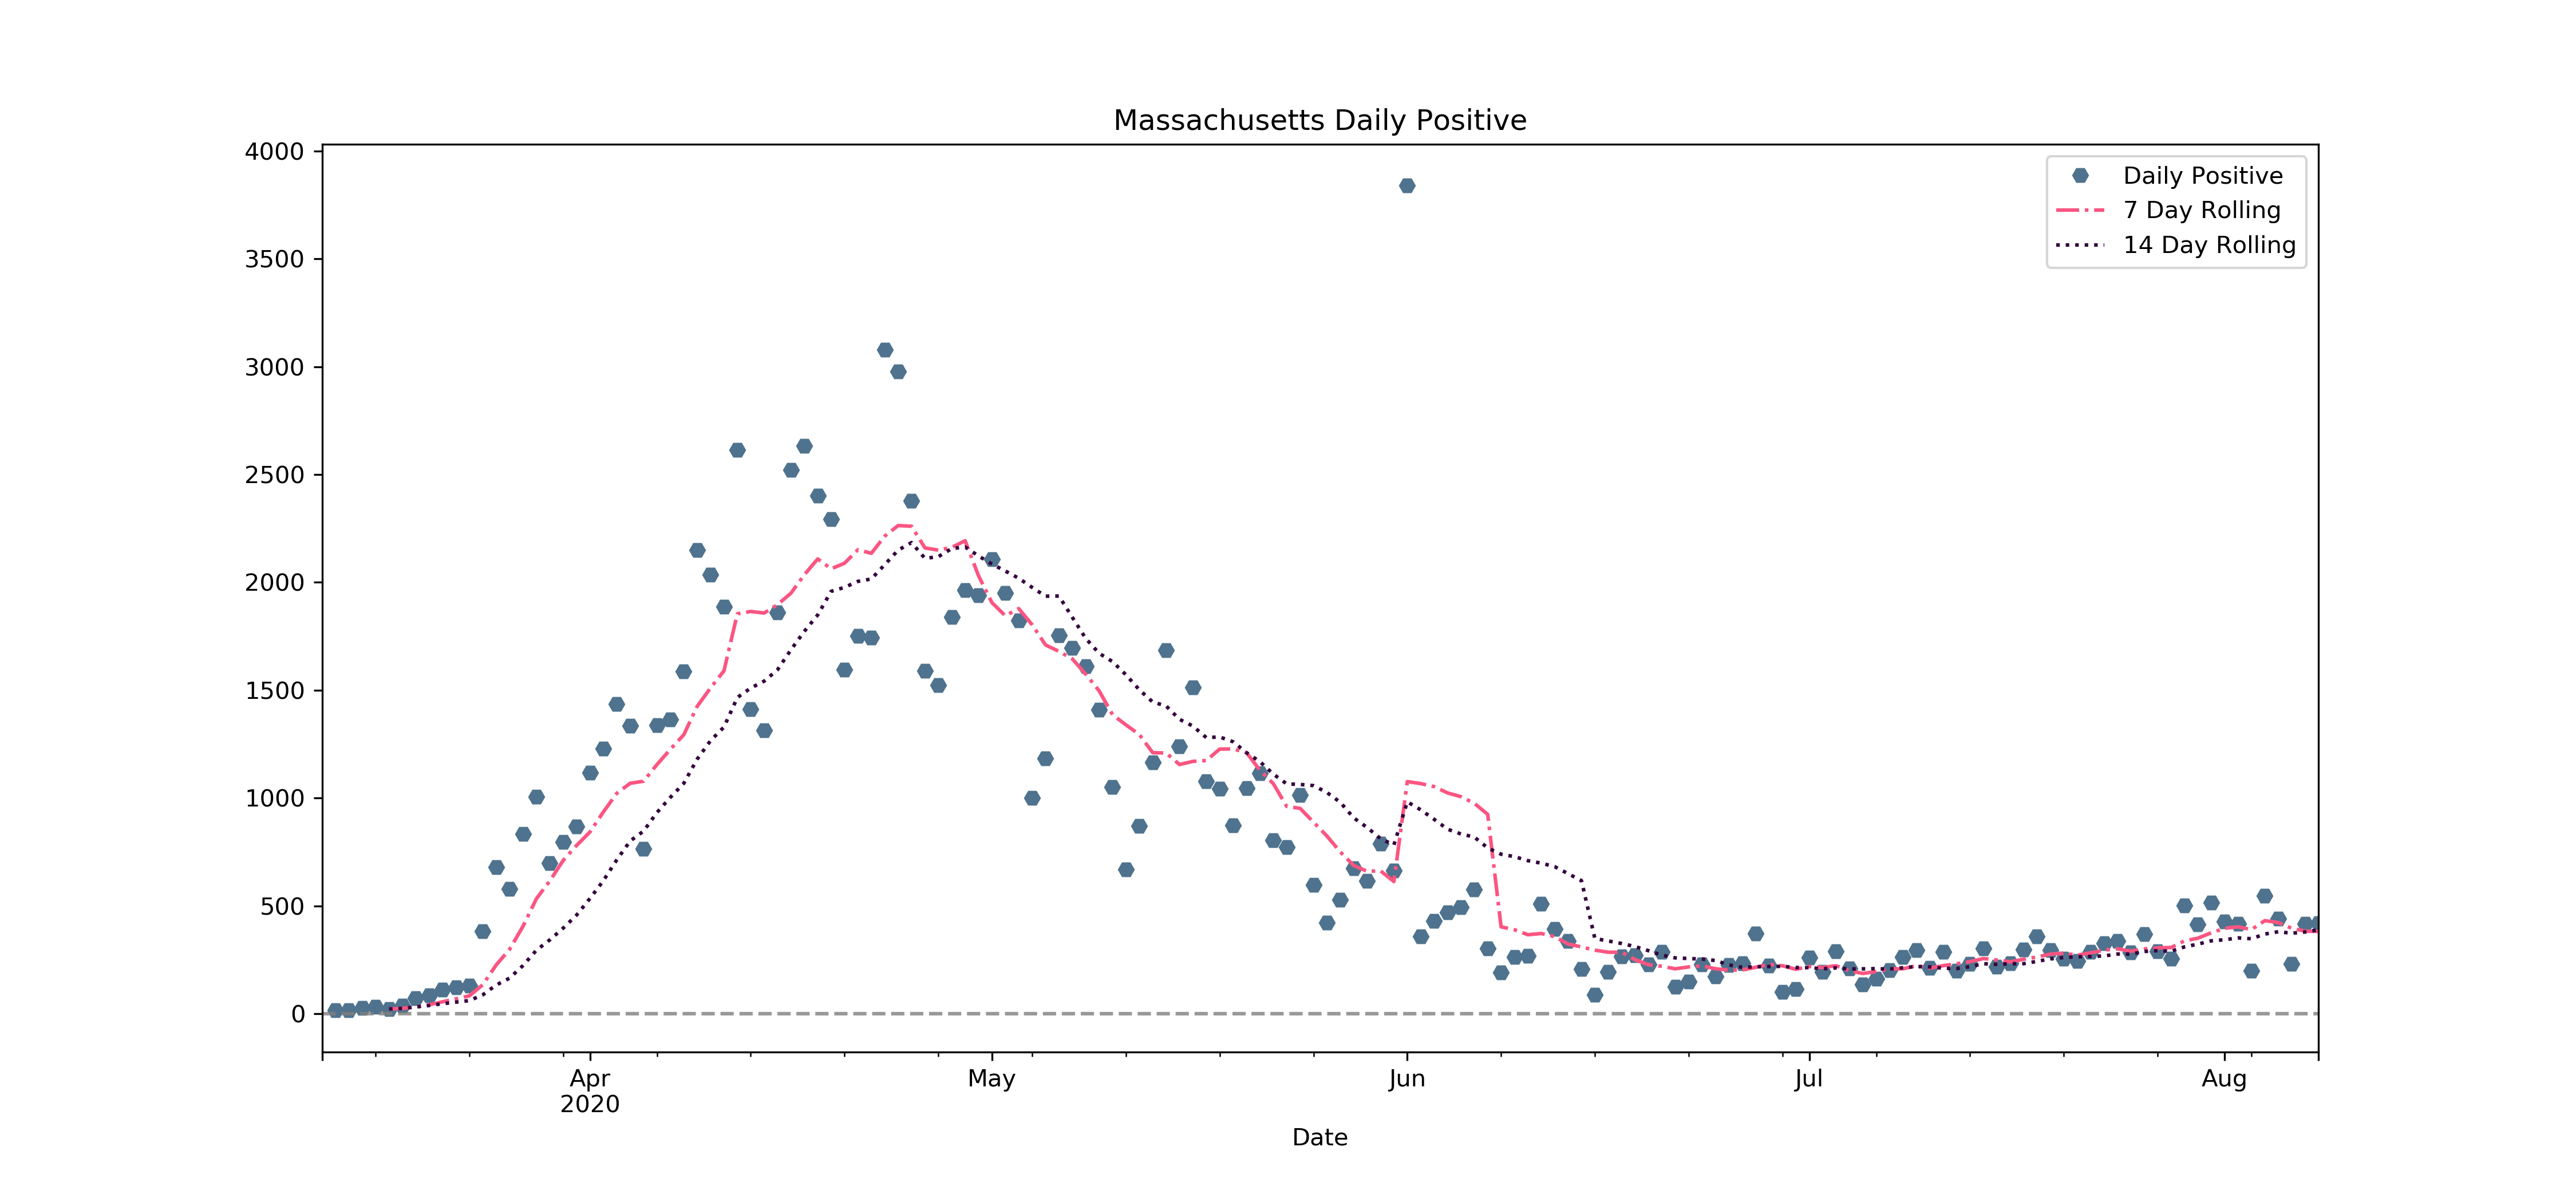 Massachusetts Daily Positive
4000
3500
3000
2500
2000
1500
1000
500
0
Daily Positive
7 Day Rolling
14 Day Rolling
Apr
2020
May
Jun
Jul
Aug
Date